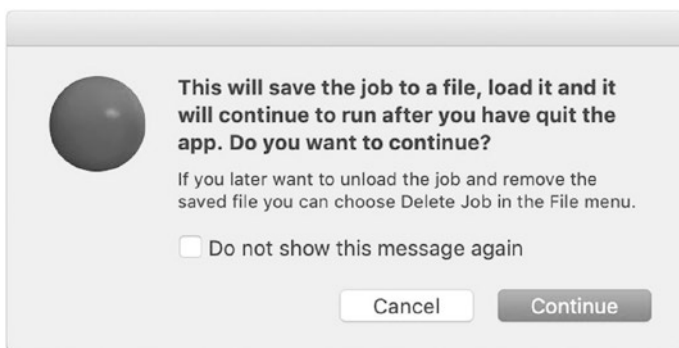 This will save the job to a file, load it and it
will continue to run after you have quit the
app. Do you want to continue?
If you later want to unload the job and remove the
saved file you can choose Delete Job in the File menu.
Do not show this message again
Cancel
Continue